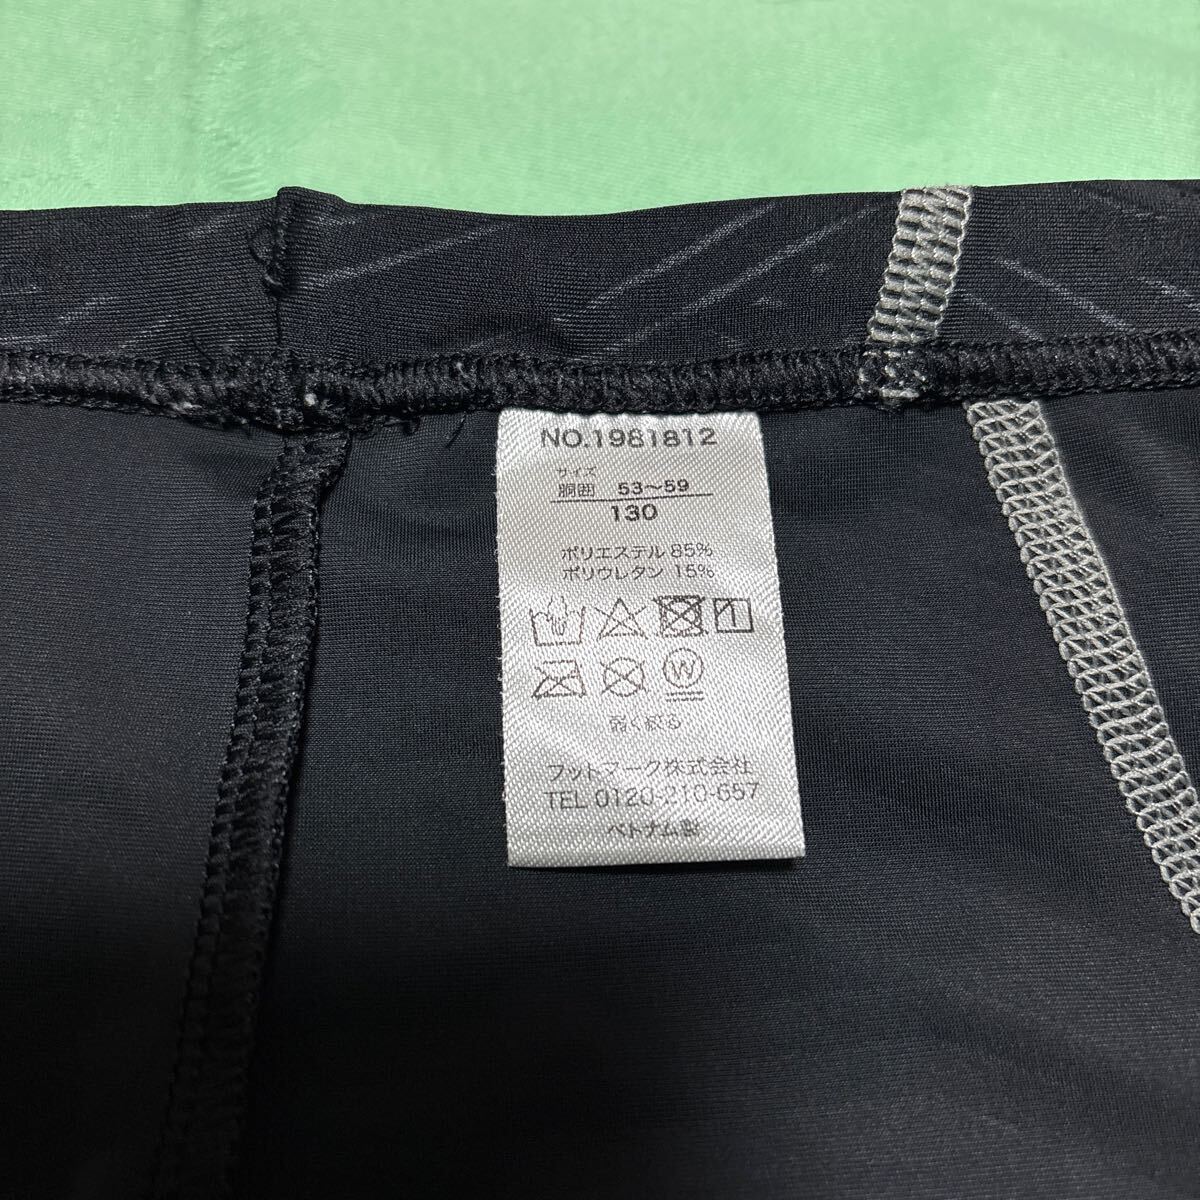 NO.1981812
サイズ
胴囲 53〜59
130
ポリエステル 85%
ポリウレタン 15%
W
弱く絞る
フットマーク株式会社
TEL 0120-210-657
ベトナム製